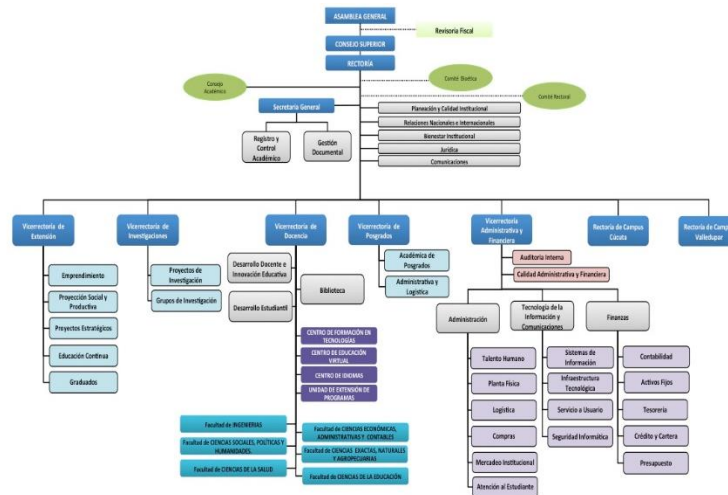 ASAMBLEA GENERAL
Revisoria Fiscal
CONSEJO SUPERIOR
RECTORÍA
Consejo
Académico
Comité Bioética
Comité Rectoral
Secretaria General
Planeación y Calidad Institucional
Relaciones Nacionales e Internacionales
Bienestar Institucional
Jurídica
Comunicaciones
Registro y
Control
Académico
Gestión
Documental
Vicerrectoría de
Extensión
Vicerrectoría de
Investigaciones
Vicerrectoría de
Docencia
Vicerrectoría de
Posgrados
Vicerrectoría
Administrativa y
Financiera
Rectoría de Campus
Cúcuta
Rectoría de Campus
Valledupar
Emprendimiento
Proyección Social y
Productiva
Proyectos Estratégicos
Educación Continua
Graduados
Proyectos de
Investigación
Grupos de Investigación
Desarrollo Docente e
Innovación Educativa
Desarrollo Estudiantil
Biblioteca
CENTRO DE FORMACIÓN EN
TECNOLOGÍAS
CENTRO DE EDUCACIÓN
VIRTUAL
CENTRO DE IDIOMAS
UNIDAD DE EXTENSIÓN DE
PROGRAMAS
Facultad de INGENIERIAS
Facultad de CIENCIAS ECONÓMICAS,
ADMINISTRATIVAS Y CONTABLES
Facultad de CIENCIAS SOCIALES, POLÍTICAS Y
HUMANIDADES.
Facultad de CIENCIAS EXACTAS, NATURALES
Y AGROPECUARIAS
Facultad de CIENCIAS DE LA SALUD
Facultad de CIENCIAS DE LA EDUCACIÓN
Académica de
Posgrados
Administrativa y
Logística
Auditoría Interna
Calidad Administrativa y Financiera
Administración
Tecnología de la
Información y
Comunicaciones
Finanzas
Talento Humano
Planta Física
Logística
Compras
Mercadeo Institucional
Atención al Estudiante
Sistemas de
Información
Infraestructura
Tecnológica
Servicio a Usuario
Seguridad Informática
Contabilidad
Activos Fijos
Tesorería
Crédito y Cartera
Presupuesto